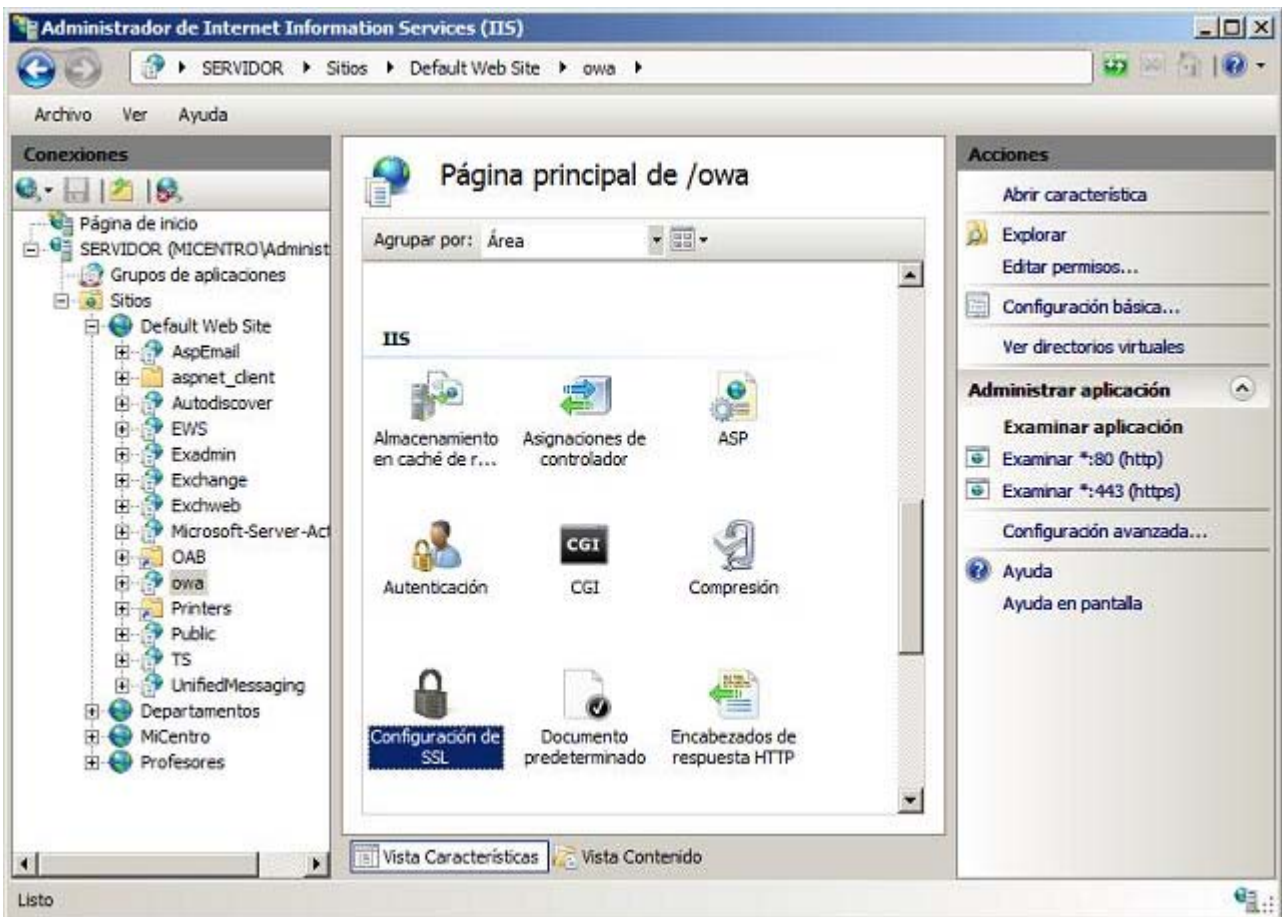 Administrador de Internet Information Services (IIS)
SERVIDOR
Sitios
Default Web Site
owa
Archivo Ver Ayuda
Conexiones
Página de inicio
SERVIDOR (MICENTRO\Administ
Grupos de aplicaciones
Sitios
Default Web Site
AspEmail
aspnet_client
Autodiscover
EWS
Exadmin
Exchange
Exchweb
Microsoft-Server-Act
OAB
owa
Printers
Public
TS
UnifiedMessaging
Departamentos
MiCentro
Profesores
Página principal de /owa
Agrupar por: Área
IIS
Almacenamiento
en caché de r...
Asignaciones de
controlador
ASP
Autenticación
CGI
CGI
Compresión
Configuración de
SSL
Documento
predeterminado
Encabezados de
respuesta HTTP
Vista Características
Vista Contenido
Acciones
Abrir característica
Explorar
Editar permisos...
Configuración básica...
Ver directorios virtuales
Administrar aplicación
Examinar aplicación
Examinar *:80 (http)
Examinar *:443 (https)
Configuración avanzada...
Ayuda
Ayuda en pantalla
Listo